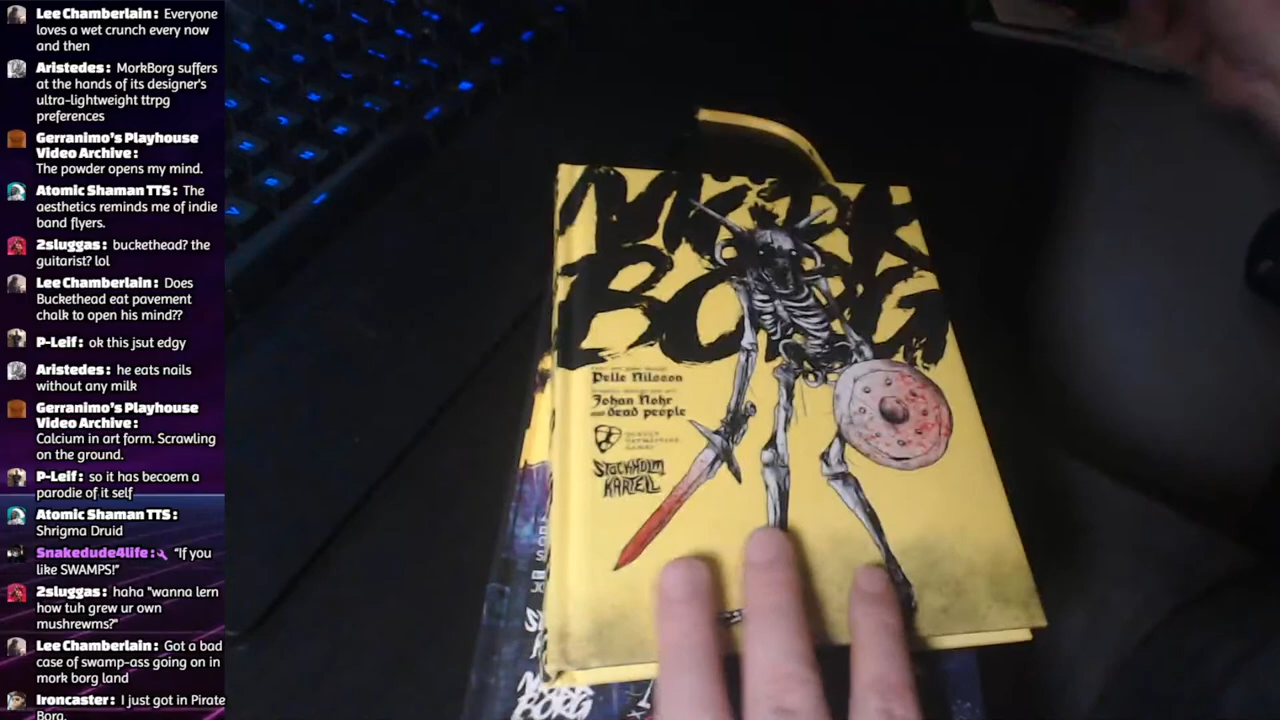 Lee Chamberlain : Everyone
loves a wet crunch every now
and then
Aristedes : MorkBorg suffers
at the hands of its designer's
ultra-lightweight ttrpg
preferences
Gerranimo's Playhouse
Video Archive :
The powder opens my mind.
Atomic Shaman TTS : The
aesthetics reminds me of indie
band flyers.
2sluggas : buckethead? the
guitarist? lol
Lee Chamberlain : Does
Buckethead eat pavement
chalk to open his mind??
P-Leif : ok this jsut edgy
Aristedes : he eats nails
without any milk
Gerranimo's Playhouse
Video Archive :
Calcium in art form. Scrawling
on the ground.
P-Leif : so it has becoem a
parodie of it self
Atomic Shaman TTS :
Shrigma Druid
Snakedude4life : "If you
like SWAMPS!"
2sluggas : haha "wanna lern
how tuh grew ur own
mushrewms?"
Lee Chamberlain : Got a bad
case of swamp-ass going on in
mork borg land
Ironcaster : I just got in Pirate
Borg.
MÖRK
BORG
Pelle Nilsson
Johan Nohr
and dead people
STOCKHOLM
KARTELL
MÖRK
BORG